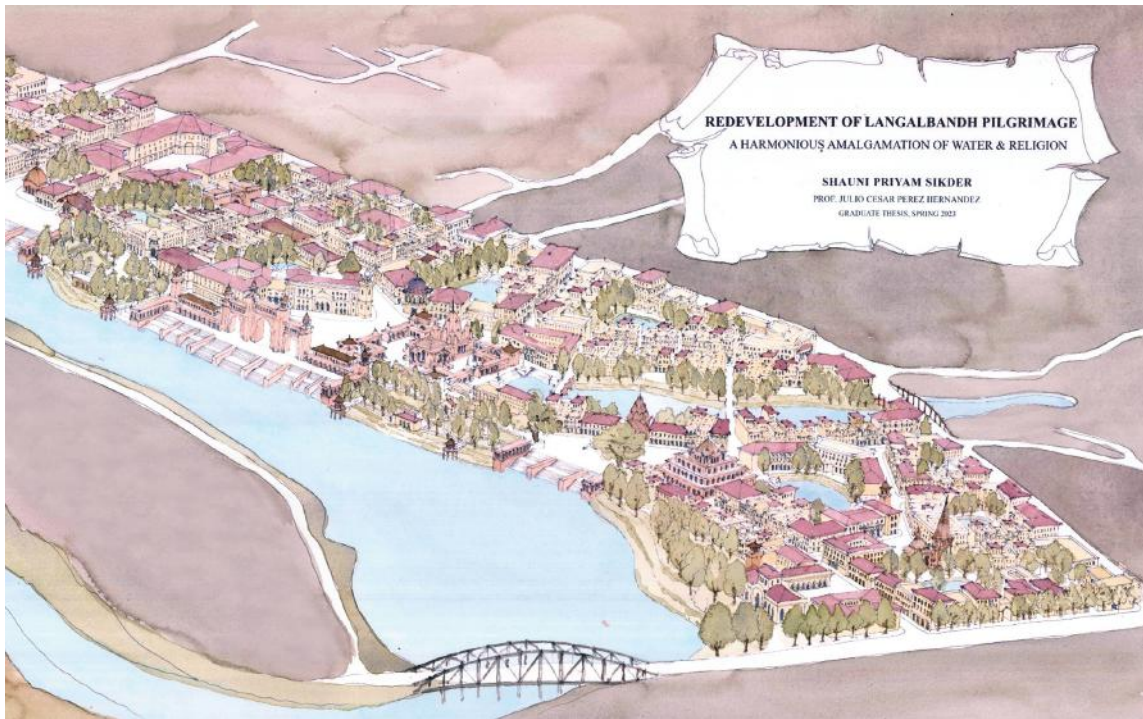 REDEVELOPMENT OF LANGALBANDH PILGRIMAGE
A HARMONIOUS AMALGAMATION OF WATER & RELIGION
SHAUNI PRIYAM SIKDER
PROF. JULIO CESAR PEREZ HERNANDEZ
GRADUATE THESIS, SPRING 2023